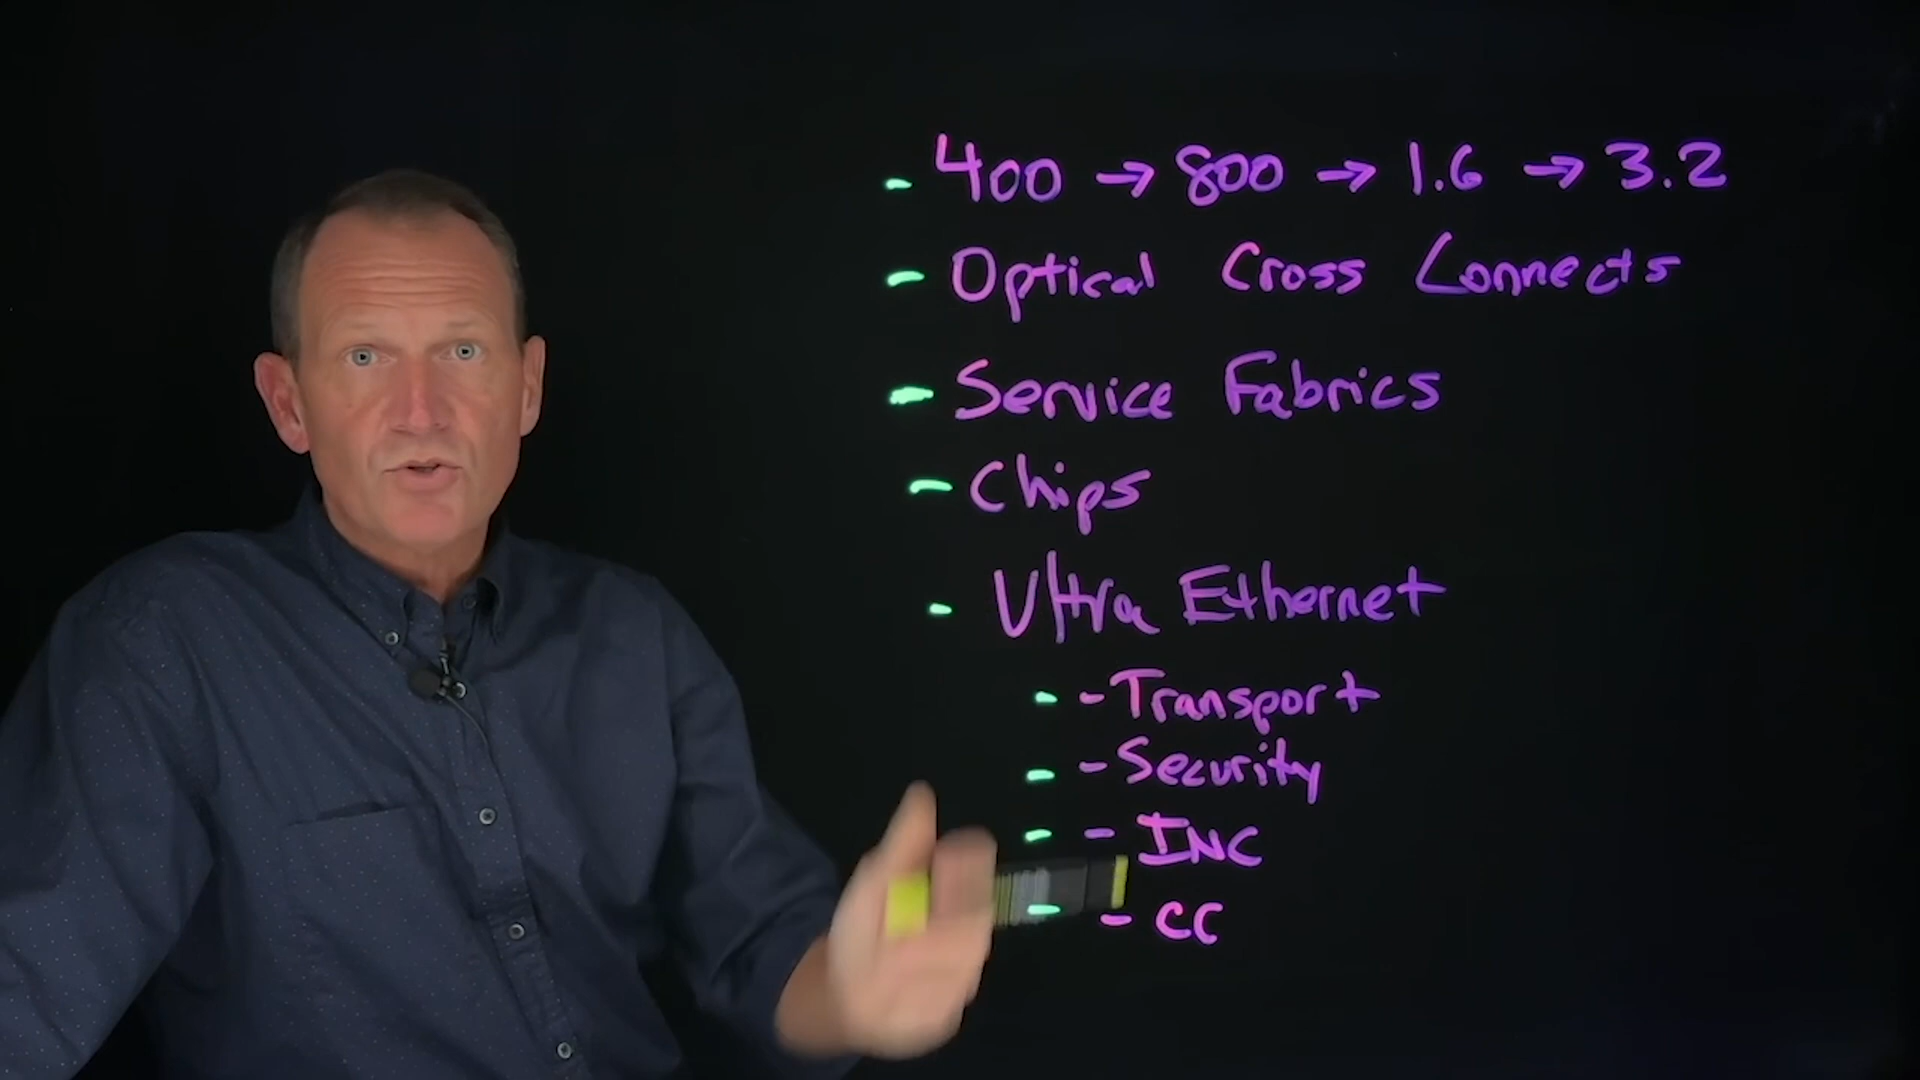 - 400 → 800 → 1.6 → 3.2
- Optical Cross Connects
- Service Fabrics
- Chips
- Ultra Ethernet
- - Transport
- - Security
- - INC
- - CC